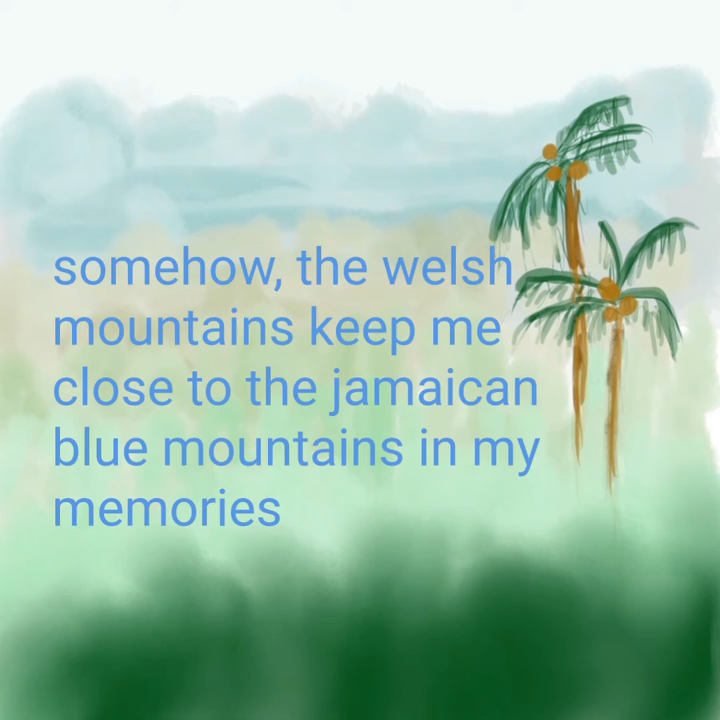 somehow, the welsh
mountains keep me
close to the jamaican
blue mountains in my
memories